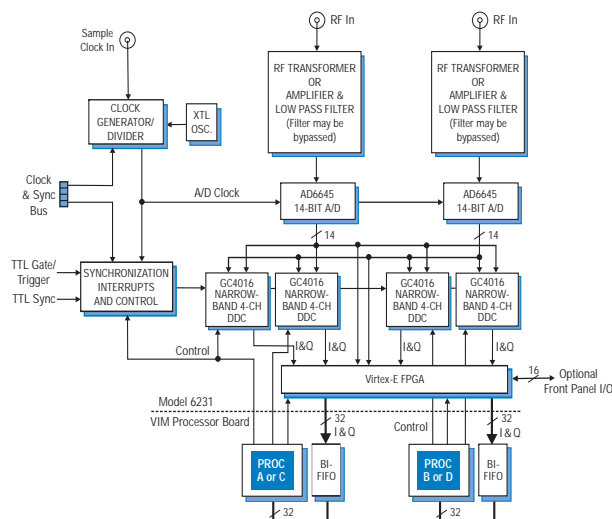 Sample
Clock In
RF In
RF In
CLOCK
GENERATOR/
DIVIDER
XTL
OSC.
RF TRANSFORMER
OR
AMPLIFIER &
LOW PASS FILTER
(Filter may be
bypassed)
RF TRANSFORMER
OR
AMPLIFIER &
LOW PASS FILTER
(Filter may be
bypassed)
Clock
& Sync
Bus
A/D Clock
AD6645
14-BIT A/D
AD6645
14-BIT A/D
14
14
TTL Gate/
Trigger
TTL Sync
SYNCHRONIZATION
INTERRUPTS
AND CONTROL
GC4016
NARROW-
BAND 4-CH
DDC
GC4016
NARROW-
BAND 4-CH
DDC
GC4016
NARROW-
BAND 4-CH
DDC
GC4016
NARROW-
BAND 4-CH
DDC
Control
I&Q
I&Q
I&Q
I&Q
Virtex-E FPGA
16
Optional
Front Panel I/O
Model 6231
VIM Processor Board
32
I & Q
Control
32
I & Q
PROC
A or C
BI-
FIFO
PROC
B or D
BI-
FIFO
32
32